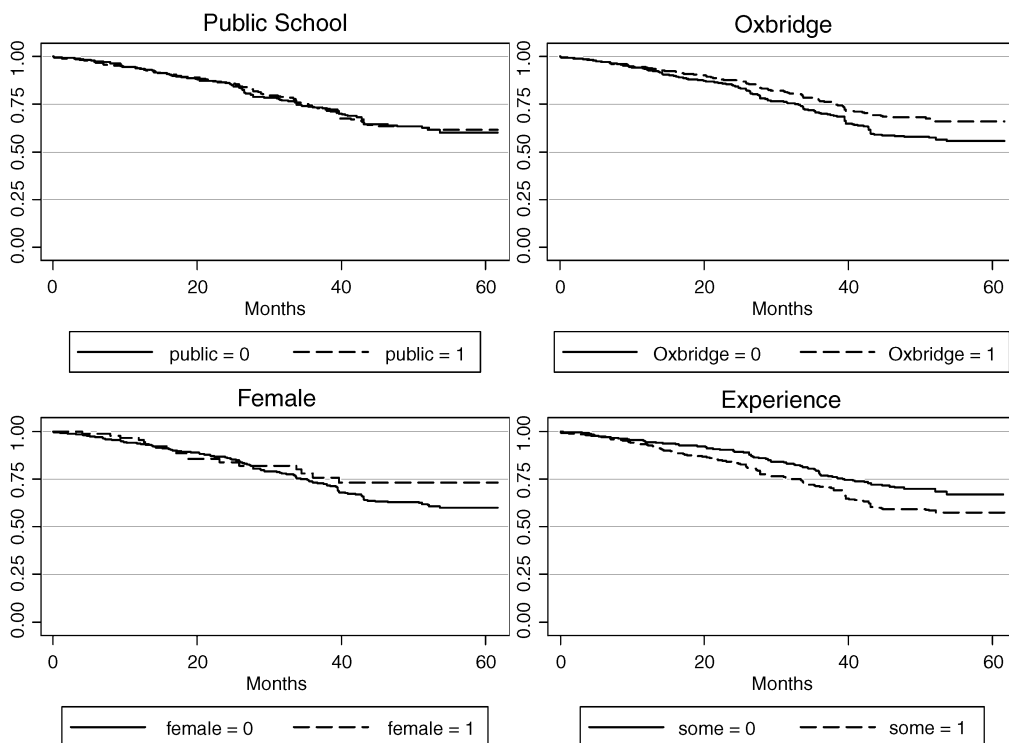 Public School
1.00
0.75
0.50
0.25
0.00
0 20 40 60
Months
public = 0 public = 1
Oxbridge
1.00
0.75
0.50
0.25
0.00
0 20 40 60
Months
Oxbridge = 0 Oxbridge = 1
Female
1.00
0.75
0.50
0.25
0.00
0 20 40 60
Months
female = 0 female = 1
Experience
1.00
0.75
0.50
0.25
0.00
0 20 40 60
Months
some = 0 some = 1